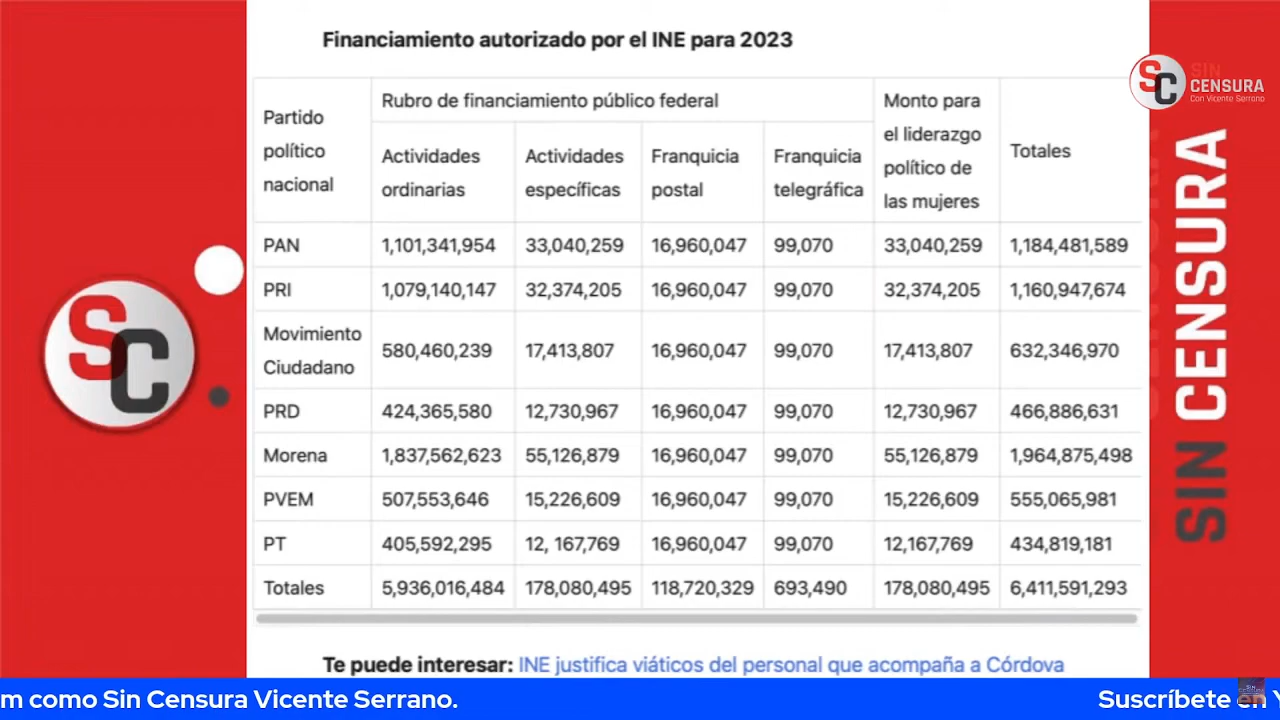 Financiamiento autorizado por el INE para 2023
Partido político nacional
Rubro de financiamiento público federal
Monto para el liderazgo político de las mujeres
Totales
Actividades ordinarias
Actividades específicas
Franquicia postal
Franquicia telegráfica
PAN 1,101,341,954 33,040,259 16,960,047 99,070 33,040,259 1,184,481,589
PRI 1,079,140,147 32,374,205 16,960,047 99,070 32,374,205 1,160,947,674
Movimiento Ciudadano 580,460,239 17,413,807 16,960,047 99,070 17,413,807 632,346,970
PRD 424,365,580 12,730,967 16,960,047 99,070 12,730,967 466,886,631
Morena 1,837,562,623 55,126,879 16,960,047 99,070 55,126,879 1,964,875,498
PVEM 507,553,646 15,226,609 16,960,047 99,070 15,226,609 555,065,981
PT 405,592,295 12, 167,769 16,960,047 99,070 12,167,769 434,819,181
Totales 5,936,016,484 178,080,495 118,720,329 693,490 178,080,495 6,411,591,293
Te puede interesar: INE justifica viáticos del personal que acompaña a Córdova
SC
SC
SIN
CENSURA
Con Vicente Serrano
SIN CENSURA
m como Sin Censura Vicente Serrano.
Suscríbete en Y